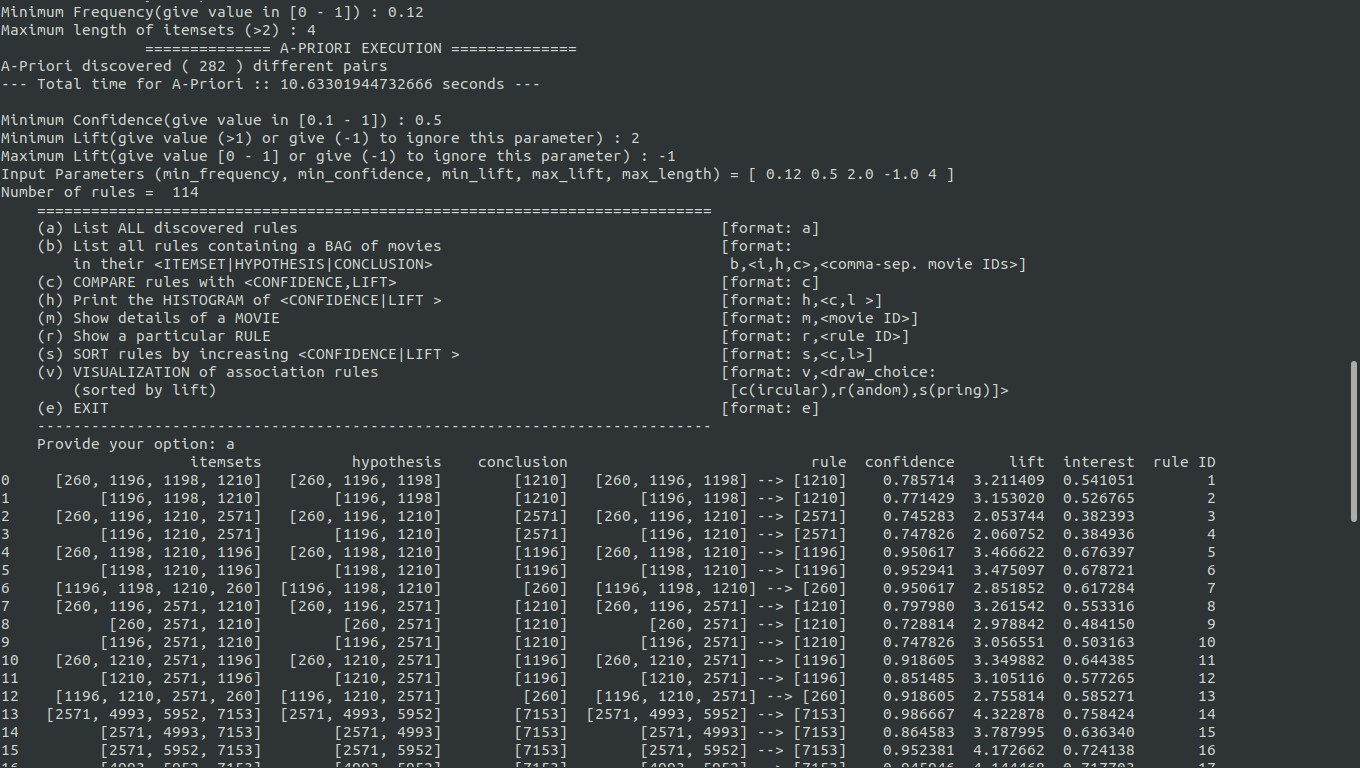 Minimum Frequency(give value in [0 - 1]) : 0.12
Maximum length of itemsets (>2) : 4
============== A-PRIORI EXECUTION ==============
A-Priori discovered ( 282 ) different pairs
--- Total time for A-Priori :: 10.63301944732666 seconds ---
Minimum Confidence(give value in [0.1 - 1]) : 0.5
Minimum Lift(give value (>1) or give (-1) to ignore this parameter) : 2
Maximum Lift(give value [0 - 1] or give (-1) to ignore this parameter) : -1
Input Parameters (min_frequency, min_confidence, min_lift, max_lift, max_length) = [ 0.12 0.5 2.0 -1.0 4 ]
Number of rules =  114
===========================================================================
(a) List ALL discovered rules [format: a]
(b) List all rules containing a BAG of movies [format:
in their <ITEMSET|HYPOTHESIS|CONCLUSION> b,<i,h,c>,<comma-sep. movie IDs>]
(c) COMPARE rules with <CONFIDENCE,LIFT> [format: c]
(h) Print the HISTOGRAM of <CONFIDENCE|LIFT > [format: h,<c,l >]
(m) Show details of a MOVIE [format: m,<movie ID>]
(r) Show a particular RULE [format: r,<rule ID>]
(s) SORT rules by increasing <CONFIDENCE|LIFT > [format: s,<c,l>]
(v) VISUALIZATION of association rules [format: v,<draw_choice:
(sorted by lift) [c(ircular),r(andom),s(pring)]>
(e) EXIT [format: e]
---------------------------------------------------------------------------
Provide your option: a
itemsets hypothesis conclusion rule confidence lift interest rule ID
0 [260, 1196, 1198, 1210] [260, 1196, 1198] [1210] [260, 1196, 1198] --> [1210] 0.785714 3.211409 0.541051 1
1 [1196, 1198, 1210] [1196, 1198] [1210] [1196, 1198] --> [1210] 0.771429 3.153020 0.526765 2
2 [260, 1196, 1210, 2571] [260, 1196, 1210] [2571] [260, 1196, 1210] --> [2571] 0.745283 2.053744 0.382393 3
3 [1196, 1210, 2571] [1196, 1210] [2571] [1196, 1210] --> [2571] 0.747826 2.060752 0.384936 4
4 [260, 1198, 1210, 1196] [260, 1198, 1210] [1196] [260, 1198, 1210] --> [1196] 0.950617 3.466622 0.676397 5
5 [1198, 1210, 1196] [1198, 1210] [1196] [1198, 1210] --> [1196] 0.952941 3.475097 0.678721 6
6 [1196, 1198, 1210, 260] [1196, 1198, 1210] [260] [1196, 1198, 1210] --> [260] 0.950617 2.851852 0.617284 7
7 [260, 1196, 2571, 1210] [260, 1196, 2571] [1210] [260, 1196, 2571] --> [1210] 0.797980 3.261542 0.553316 8
8 [260, 2571, 1210] [260, 2571] [1210] [260, 2571] --> [1210] 0.728814 2.978842 0.484150 9
9 [1196, 2571, 1210] [1196, 2571] [1210] [1196, 2571] --> [1210] 0.747826 3.056551 0.503163 10
10 [260, 1210, 2571, 1196] [260, 1210, 2571] [1196] [260, 1210, 2571] --> [1196] 0.918605 3.349882 0.644385 11
11 [1210, 2571, 1196] [1210, 2571] [1196] [1210, 2571] --> [1196] 0.851485 3.105116 0.577265 12
12 [1196, 1210, 2571, 260] [1196, 1210, 2571] [260] [1196, 1210, 2571] --> [260] 0.918605 2.755814 0.585271 13
13 [2571, 4993, 5952, 7153] [2571, 4993, 5952] [7153] [2571, 4993, 5952] --> [7153] 0.986667 4.322878 0.758424 14
14 [2571, 4993, 7153] [2571, 4993] [7153] [2571, 4993] --> [7153] 0.864583 3.787995 0.636340 15
15 [2571, 5952, 7153] [2571, 5952] [7153] [2571, 5952] --> [7153] 0.952381 4.172662 0.724138 16
16 [4993, 5952, 7153] [4993, 5952] [7153] [4993, 5952] --> [7153] 0.945946 4.144468 0.717703 17